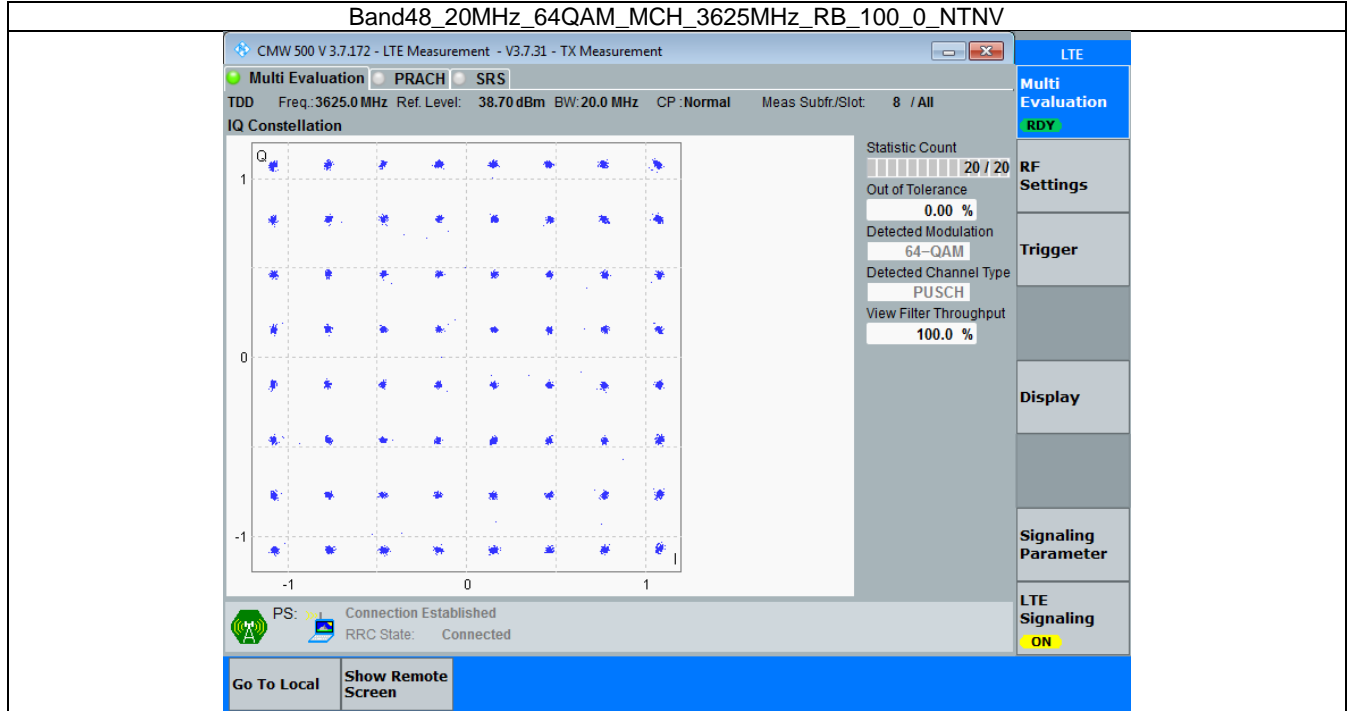 Band48_20MHz_64QAM_MCH_3625MHz_RB_100_0_NTNV
CMW 500 V 3.7.172 - LTE Measurement - V3.7.31 - TX Measurement
LTE
Multi Evaluation PRACH SRS
Multi
Evaluation
RDY
TDD Freq.: 3625.0 MHz Ref. Level: 38.70 dBm BW: 20.0 MHz CP : Normal Meas Subfr./Slot: 8 / All
IQ Constellation
Q
1
0
-1
-1 0 1
I
Statistic Count
20 / 20
Out of Tolerance
0.00 %
Detected Modulation
64-QAM
Detected Channel Type
PUSCH
View Filter Throughput
100.0 %
RF
Settings
Trigger
Display
Signaling
Parameter
LTE
Signaling
ON
PS: Connection Established
RRC State: Connected
Go To Local
Show Remote
Screen